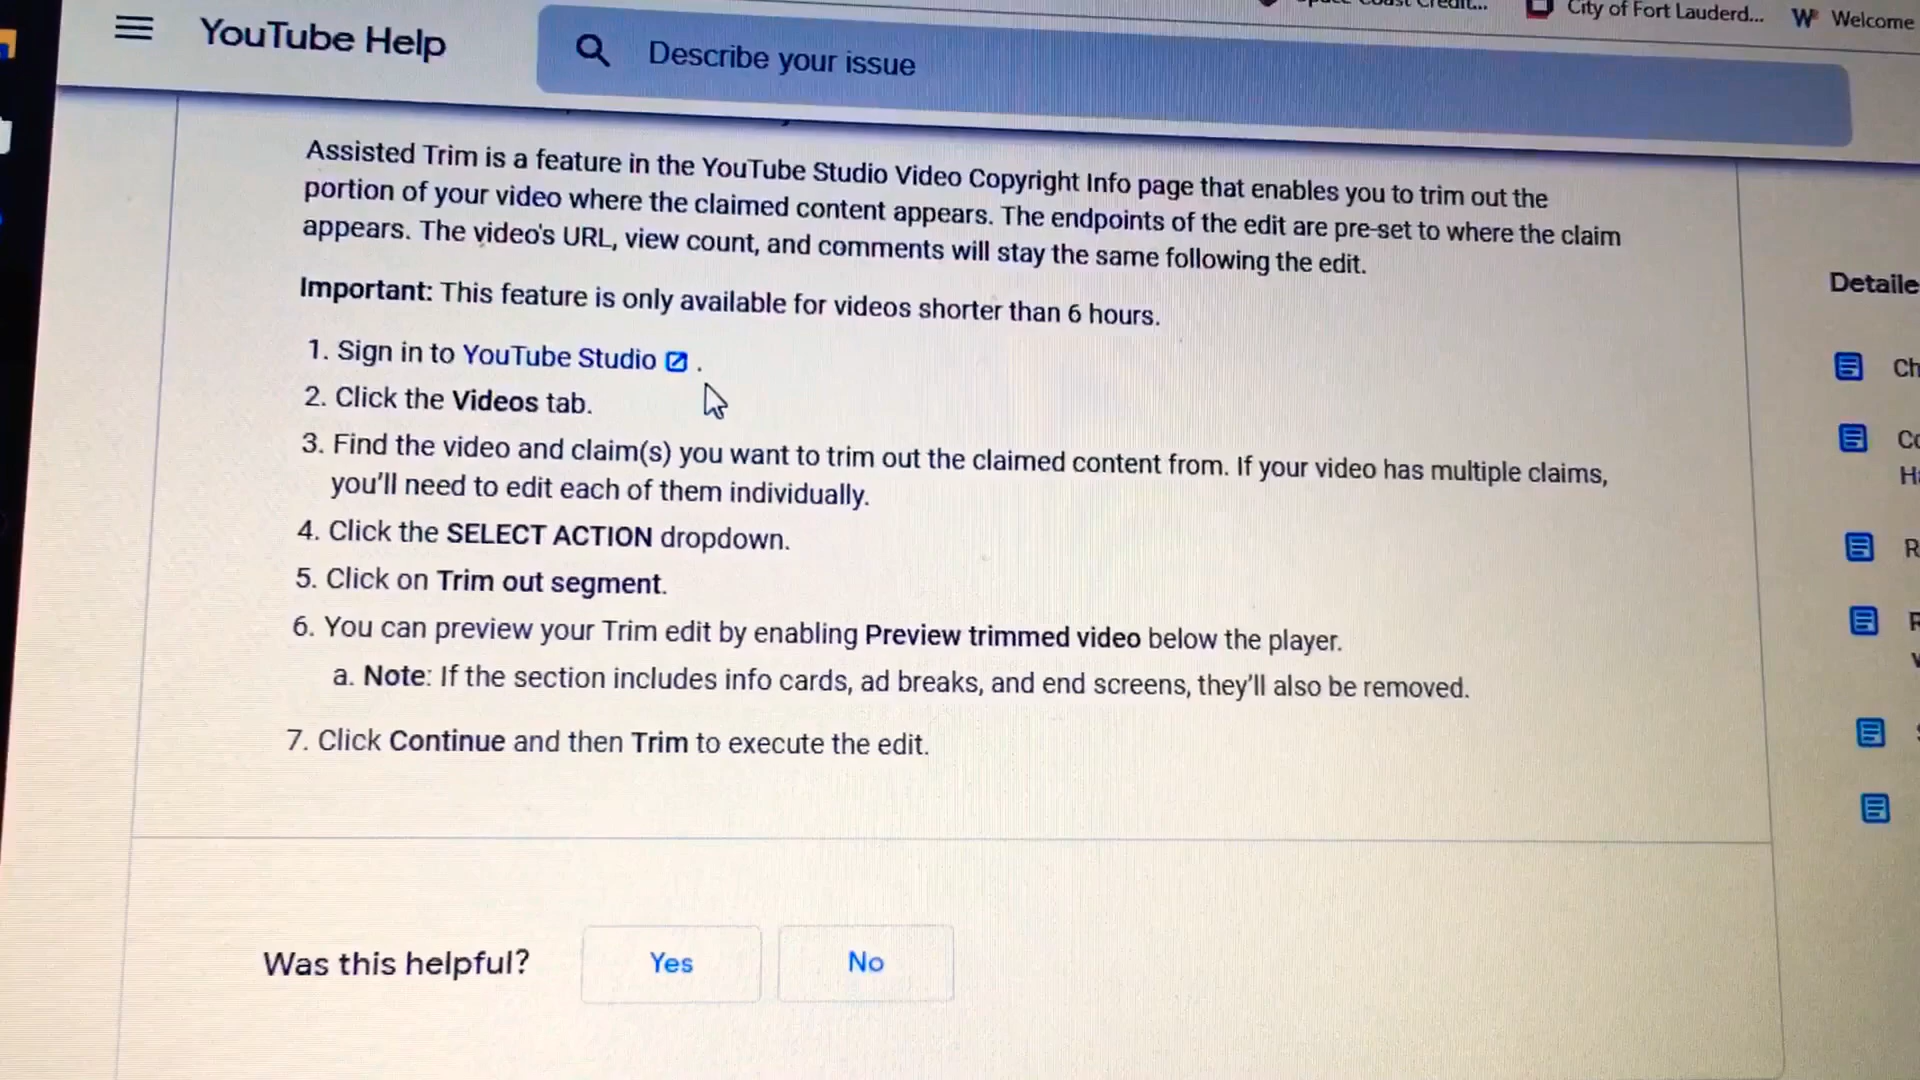 City of Fort Lauderd...
Welcome
YouTube Help
Describe your issue
Assisted Trim is a feature in the YouTube Studio Video Copyright Info page that enables you to trim out the
portion of your video where the claimed content appears. The endpoints of the edit are pre-set to where the claim
appears. The video's URL, view count, and comments will stay the same following the edit.
Important: This feature is only available for videos shorter than 6 hours.
1. Sign in to YouTube Studio .
2. Click the Videos tab.
3. Find the video and claim(s) you want to trim out the claimed content from. If your video has multiple claims,
you'll need to edit each of them individually.
4. Click the SELECT ACTION dropdown.
5. Click on Trim out segment.
6. You can preview your Trim edit by enabling Preview trimmed video below the player.
a. Note: If the section includes info cards, ad breaks, and end screens, they'll also be removed.
7. Click Continue and then Trim to execute the edit.
Was this helpful?
Yes
No
Detaile
Ch